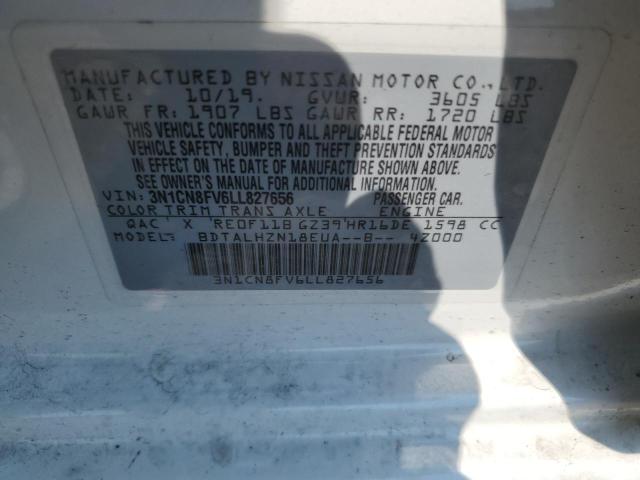 MANUFACTURED BY NISSAN MOTOR CO., LTD.
DATE: 10/19. GVWR: 3605 LBS
GAWR FR: 1907 LBS GAWR RR: 1720 LBS
THIS VEHICLE CONFORMS TO ALL APPLICABLE FEDERAL MOTOR
VEHICLE SAFETY, BUMPER AND THEFT PREVENTION STANDARDS
IN EFFECT ON THE DATE OF MANUFACTURE SHOWN ABOVE.
SEE OWNER'S MANUAL FOR ADDITIONAL INFORMATION.
VIN: 3N1CN8FV6LL827656 PASSENGER CAR.
COLOR TRIM TRANS AXLE ENGINE
QAC X RE0F11B GZ39 HR16DE 1598 CC
MODEL: BDTALHZN18EUA--B-- 4Z000
3N1CN8FV6LL827656